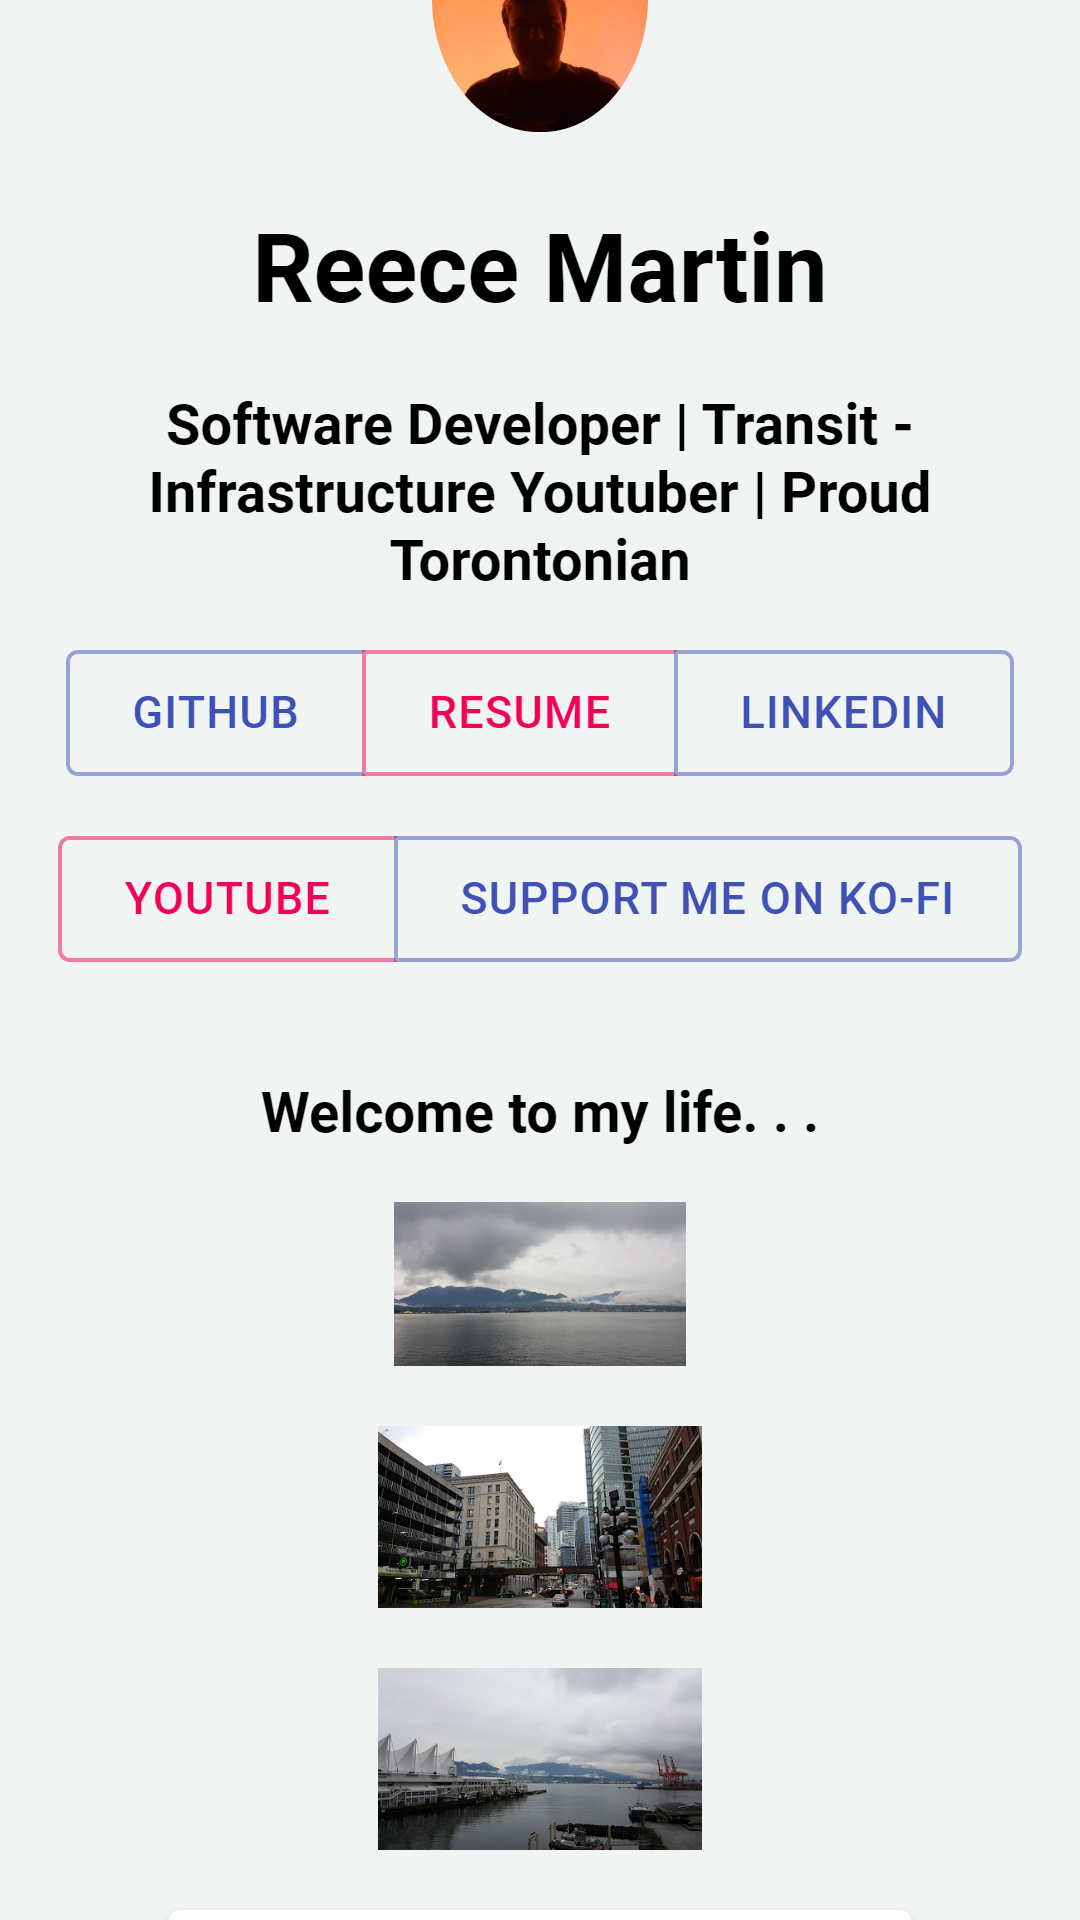 Reece Martin
Software Developer | Transit -
Infrastructure Youtuber | Proud
Torontonian
GITHUB
RESUME
LINKEDIN
YOUTUBE
SUPPORT ME ON KO-FI
Welcome to my life. . .